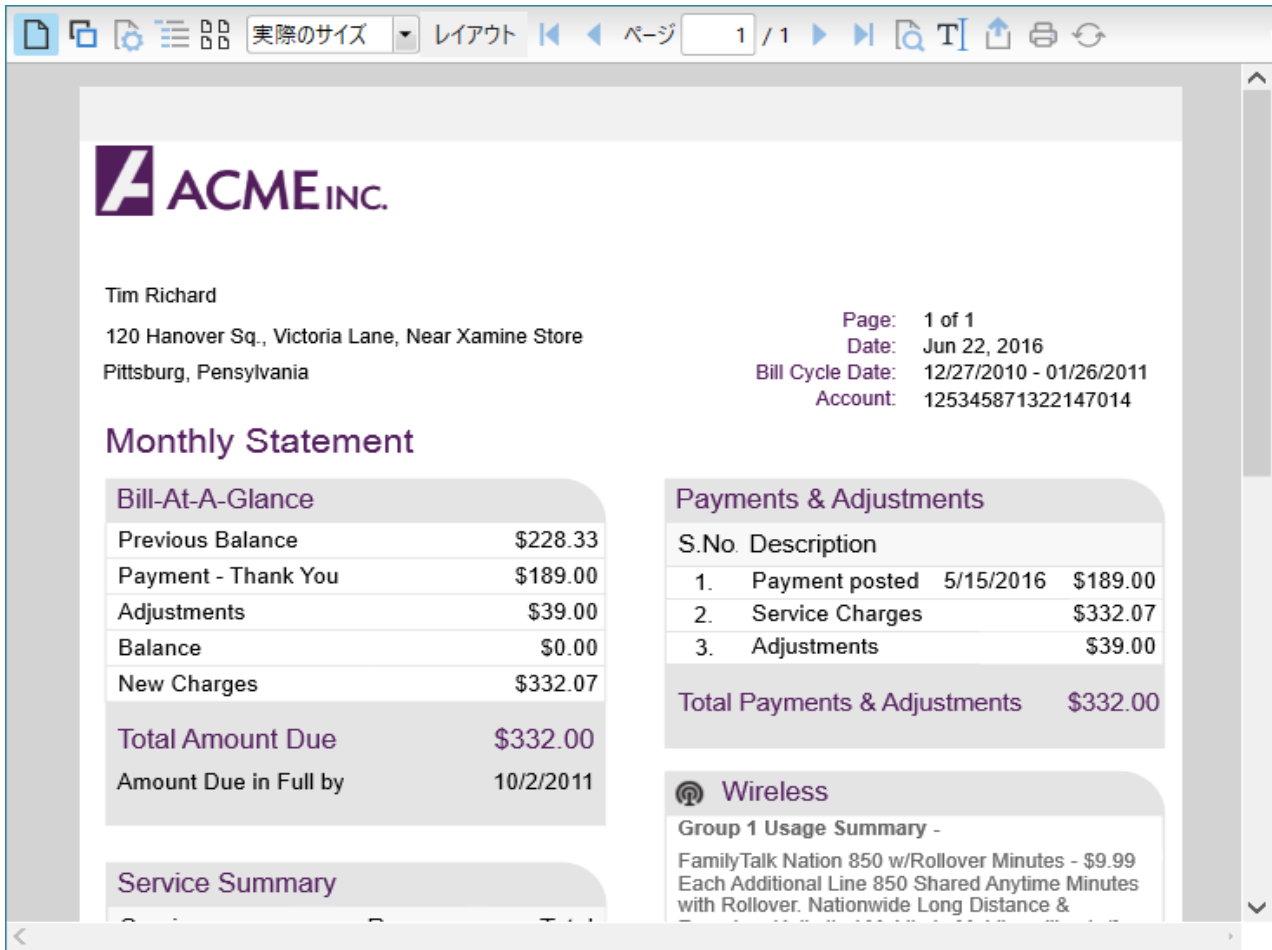 実際のサイズ レイアウト ページ 1 / 1
ACME INC.
Tim Richard
120 Hanover Sq., Victoria Lane, Near Xamine Store
Pittsburg, Pensylvania
Page: 1 of 1
Date: Jun 22, 2016
Bill Cycle Date: 12/27/2010 - 01/26/2011
Account: 125345871322147014
Monthly Statement
Bill-At-A-Glance
Previous Balance $228.33
Payment - Thank You $189.00
Adjustments $39.00
Balance $0.00
New Charges $332.07
Total Amount Due $332.00
Amount Due in Full by 10/2/2011
Service Summary
Payments & Adjustments
S.No. Description
1. Payment posted 5/15/2016 $189.00
2. Service Charges $332.07
3. Adjustments $39.00
Total Payments & Adjustments $332.00
Wireless
Group 1 Usage Summary -
FamilyTalk Nation 850 w/Rollover Minutes - $9.99
Each Additional Line 850 Shared Anytime Minutes
with Rollover. Nationwide Long Distance &